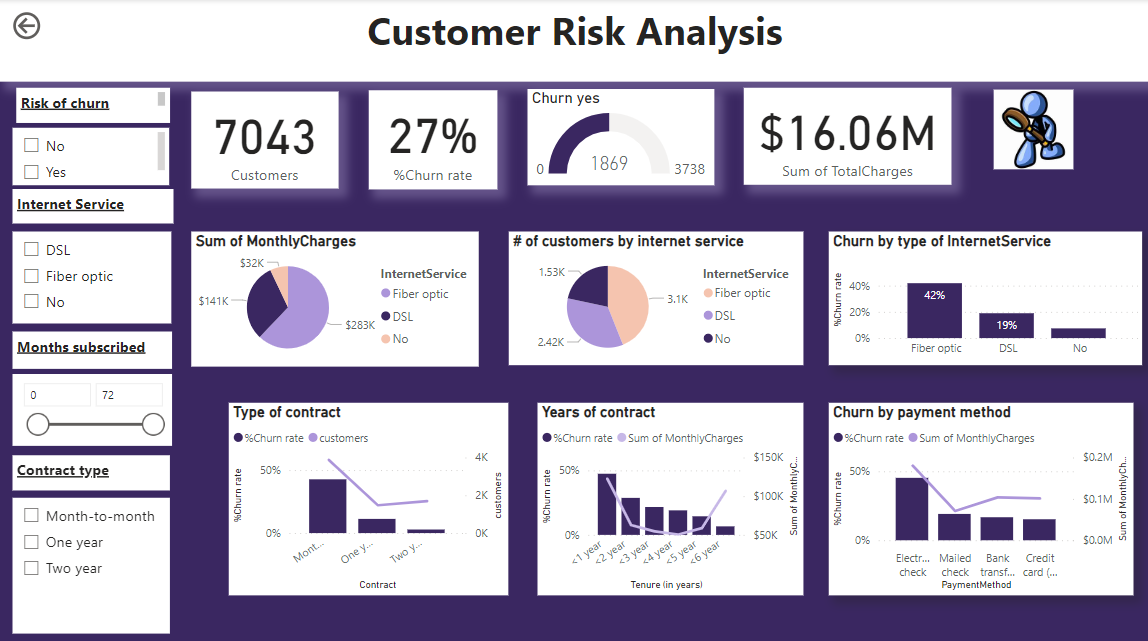 Customer Risk Analysis
Risk of churn
No
Yes
Internet Service
DSL
Fiber optic
No
Months subscribed
0
72
Contract type
Month-to-month
One year
Two year
7043
Customers
27%
%Churn rate
Churn yes
0
1869
3738
$16.06M
Sum of TotalCharges
Sum of MonthlyCharges
$32K
$141K
$283K
InternetService
Fiber optic
DSL
No
# of customers by internet service
1.53K
3.1K
2.42K
InternetService
Fiber optic
DSL
No
Churn by type of InternetService
%Churn rate
40%
20%
0%
42%
19%
Fiber optic
DSL
No
Type of contract
%Churn rate
customers
%Churn rate
50%
0%
4K
2K
0K
customers
Mont...
One y...
Two y...
Contract
Years of contract
%Churn rate
Sum of MonthlyCharges
%Churn rate
50%
0%
$150K
$100K
$50K
Sum of MonthlyC...
<1 year
<2 year
<3 year
<4 year
<5 year
<6 year
Tenure (in years)
Churn by payment method
%Churn rate
Sum of MonthlyCharges
%Churn rate
50%
0%
$0.2M
$0.1M
$0.0M
Sum of MonthlyCh...
Electr...
check
Mailed
check
Bank
transf...
Credit
card (...
PaymentMethod